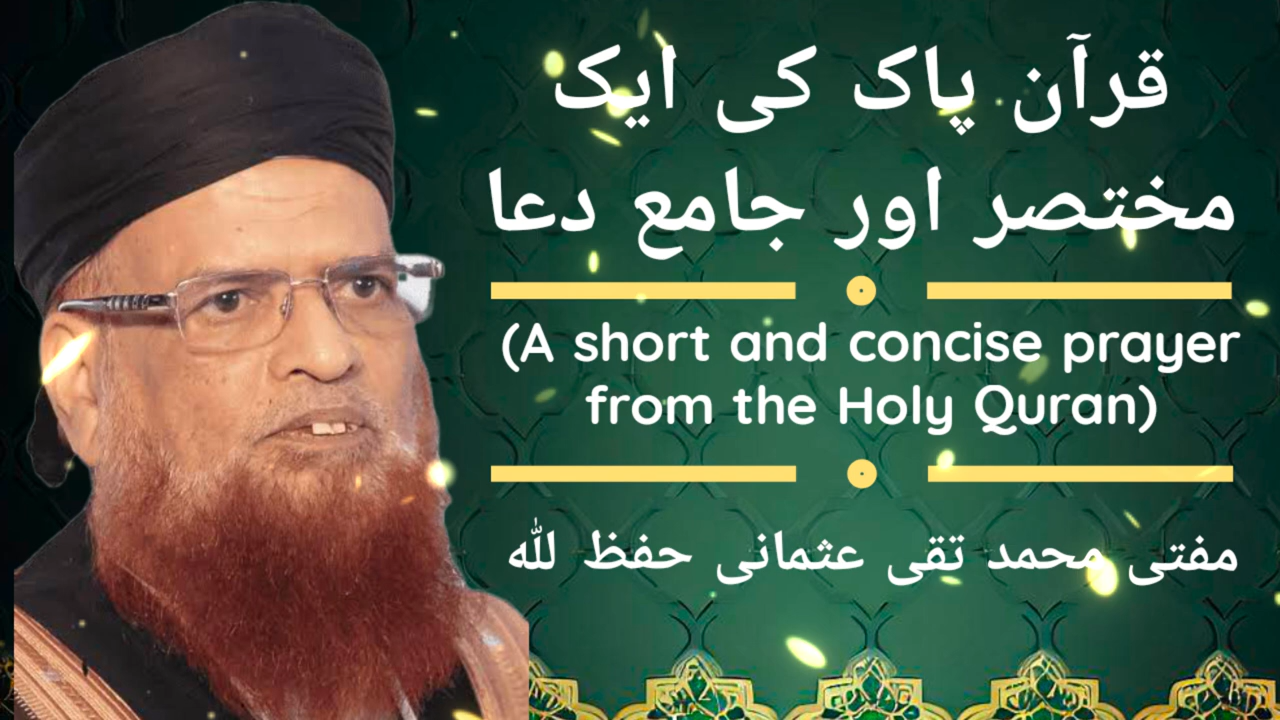 قرآن پاک کی ایک
مختصر اور جامع دعا
(A short and concise prayer
from the Holy Quran)
مفتی محمد تقی عثمانی حفظ للہ